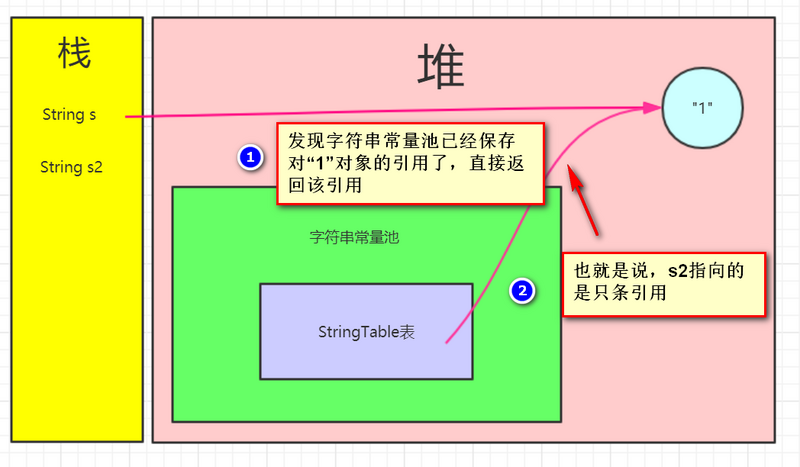 栈
堆
String s
"1"
String s2
1
发现字符串常量池已经保存
对“1”对象的引用了，直接返
回该引用
字符串常量池
也就是说，s2指向的
是只条引用
2
StringTable表